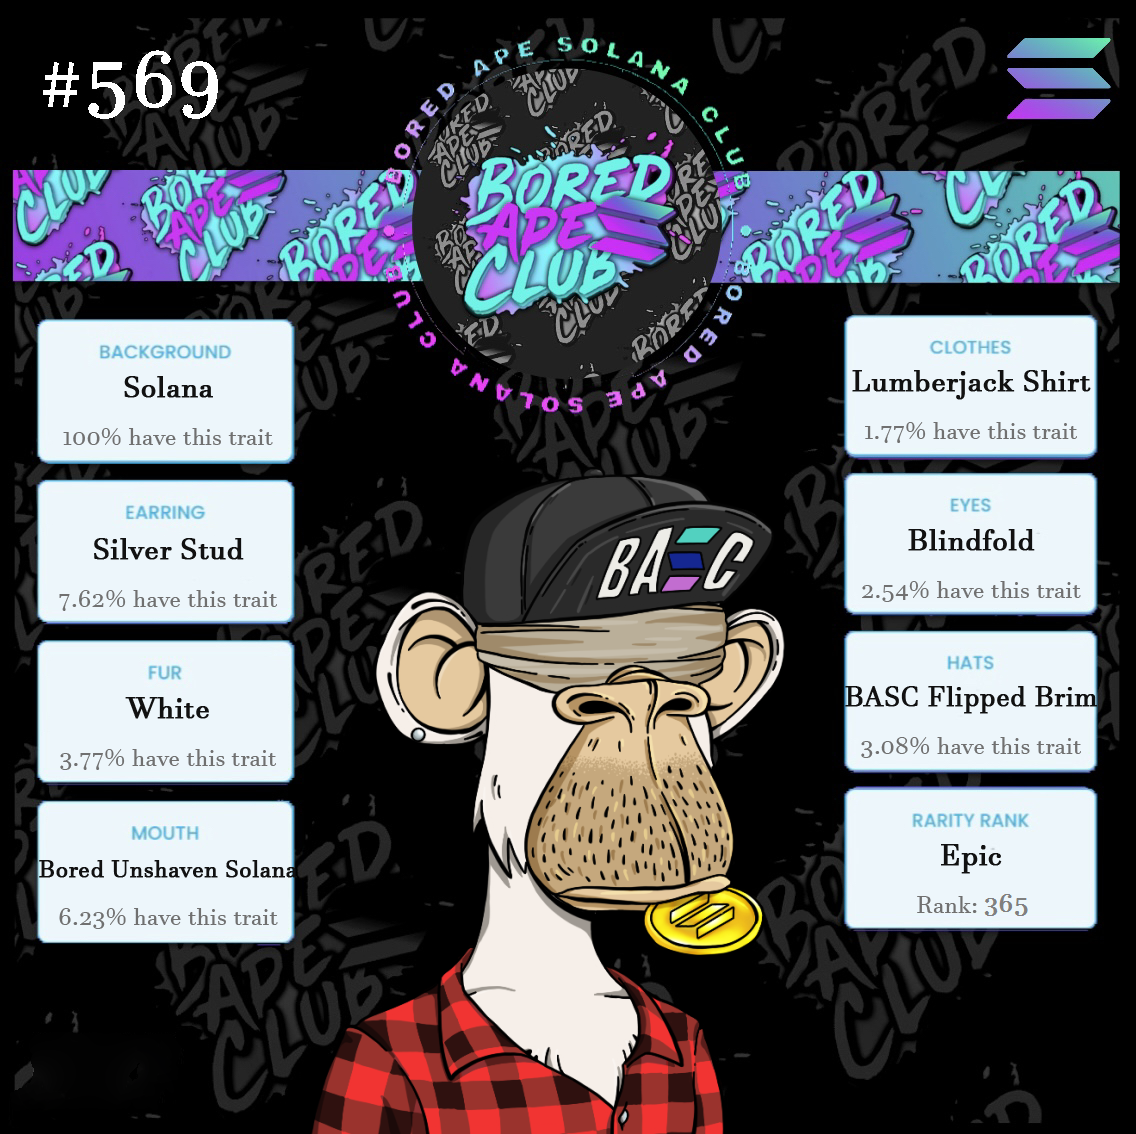 #569
BORED APE SOLANA CLUB
BORED APE SOLANA CLUB
BORED
APE
CLUB
BACKGROUND
Solana
100% have this trait
EARRING
Silver Stud
7.62% have this trait
FUR
White
3.77% have this trait
MOUTH
Bored Unshaven Solana
6.23% have this trait
CLOTHES
Lumberjack Shirt
1.77% have this trait
EYES
Blindfold
2.54% have this trait
HATS
BASC Flipped Brim
3.08% have this trait
RARITY RANK
Epic
Rank: 365
BASC